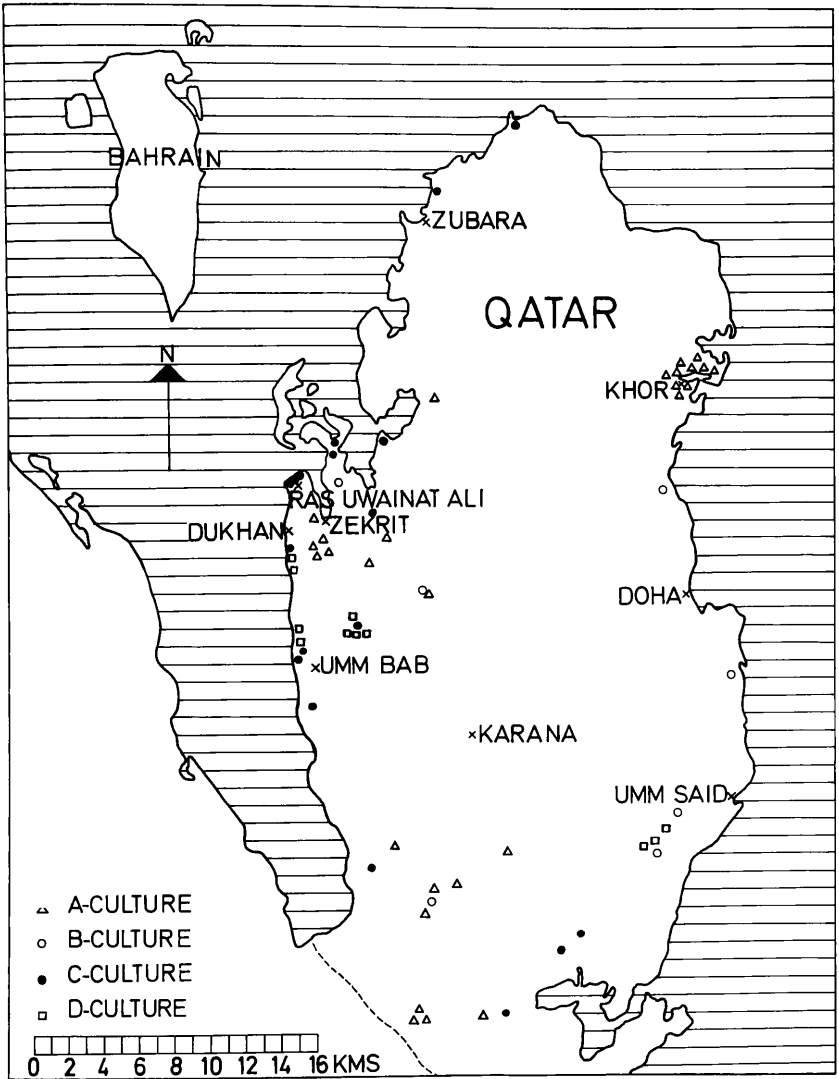 BAHRAIN
ZUBARA
QATAR
N
KHOR
RAS UWAINAT ALI
DUKHAN
ZEKRIT
DOHA
UMM BAB
KARANA
UMM SAID
A-CULTURE
B-CULTURE
C-CULTURE
D-CULTURE
0 2 4 6 8 10 12 14 16 KMS